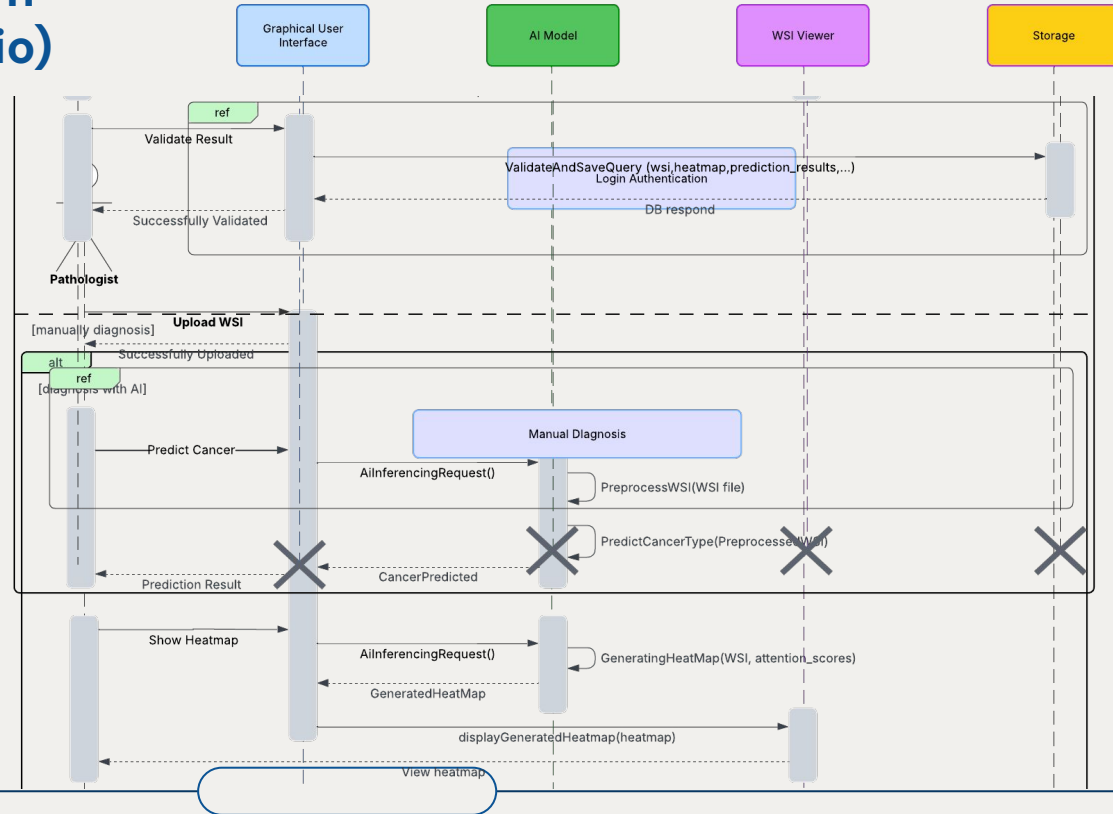 io)
Graphical User
Interface
AI Model
WSI Viewer
Storage
ref
Validate Result
ValidateAndSaveQuery (wsi,heatmap,prediction_results,...)
Login Authentication
DB respond
Successfully Validated
Pathologist
Upload WSI
[manually diagnosis]
Successfully Uploaded
alt
ref
[diagnosis with AI]
Manual DIagnosis
Predict Cancer
AiInferencingRequest()
PreprocessWSI(WSI file)
PredictCancerType(PreprocessedWSI)
CancerPredicted
Prediction Result
Show Heatmap
AiInferencingRequest()
GeneratingHeatMap(WSI, attention_scores)
GeneratedHeatMap
displayGeneratedHeatmap(heatmap)
View heatmap